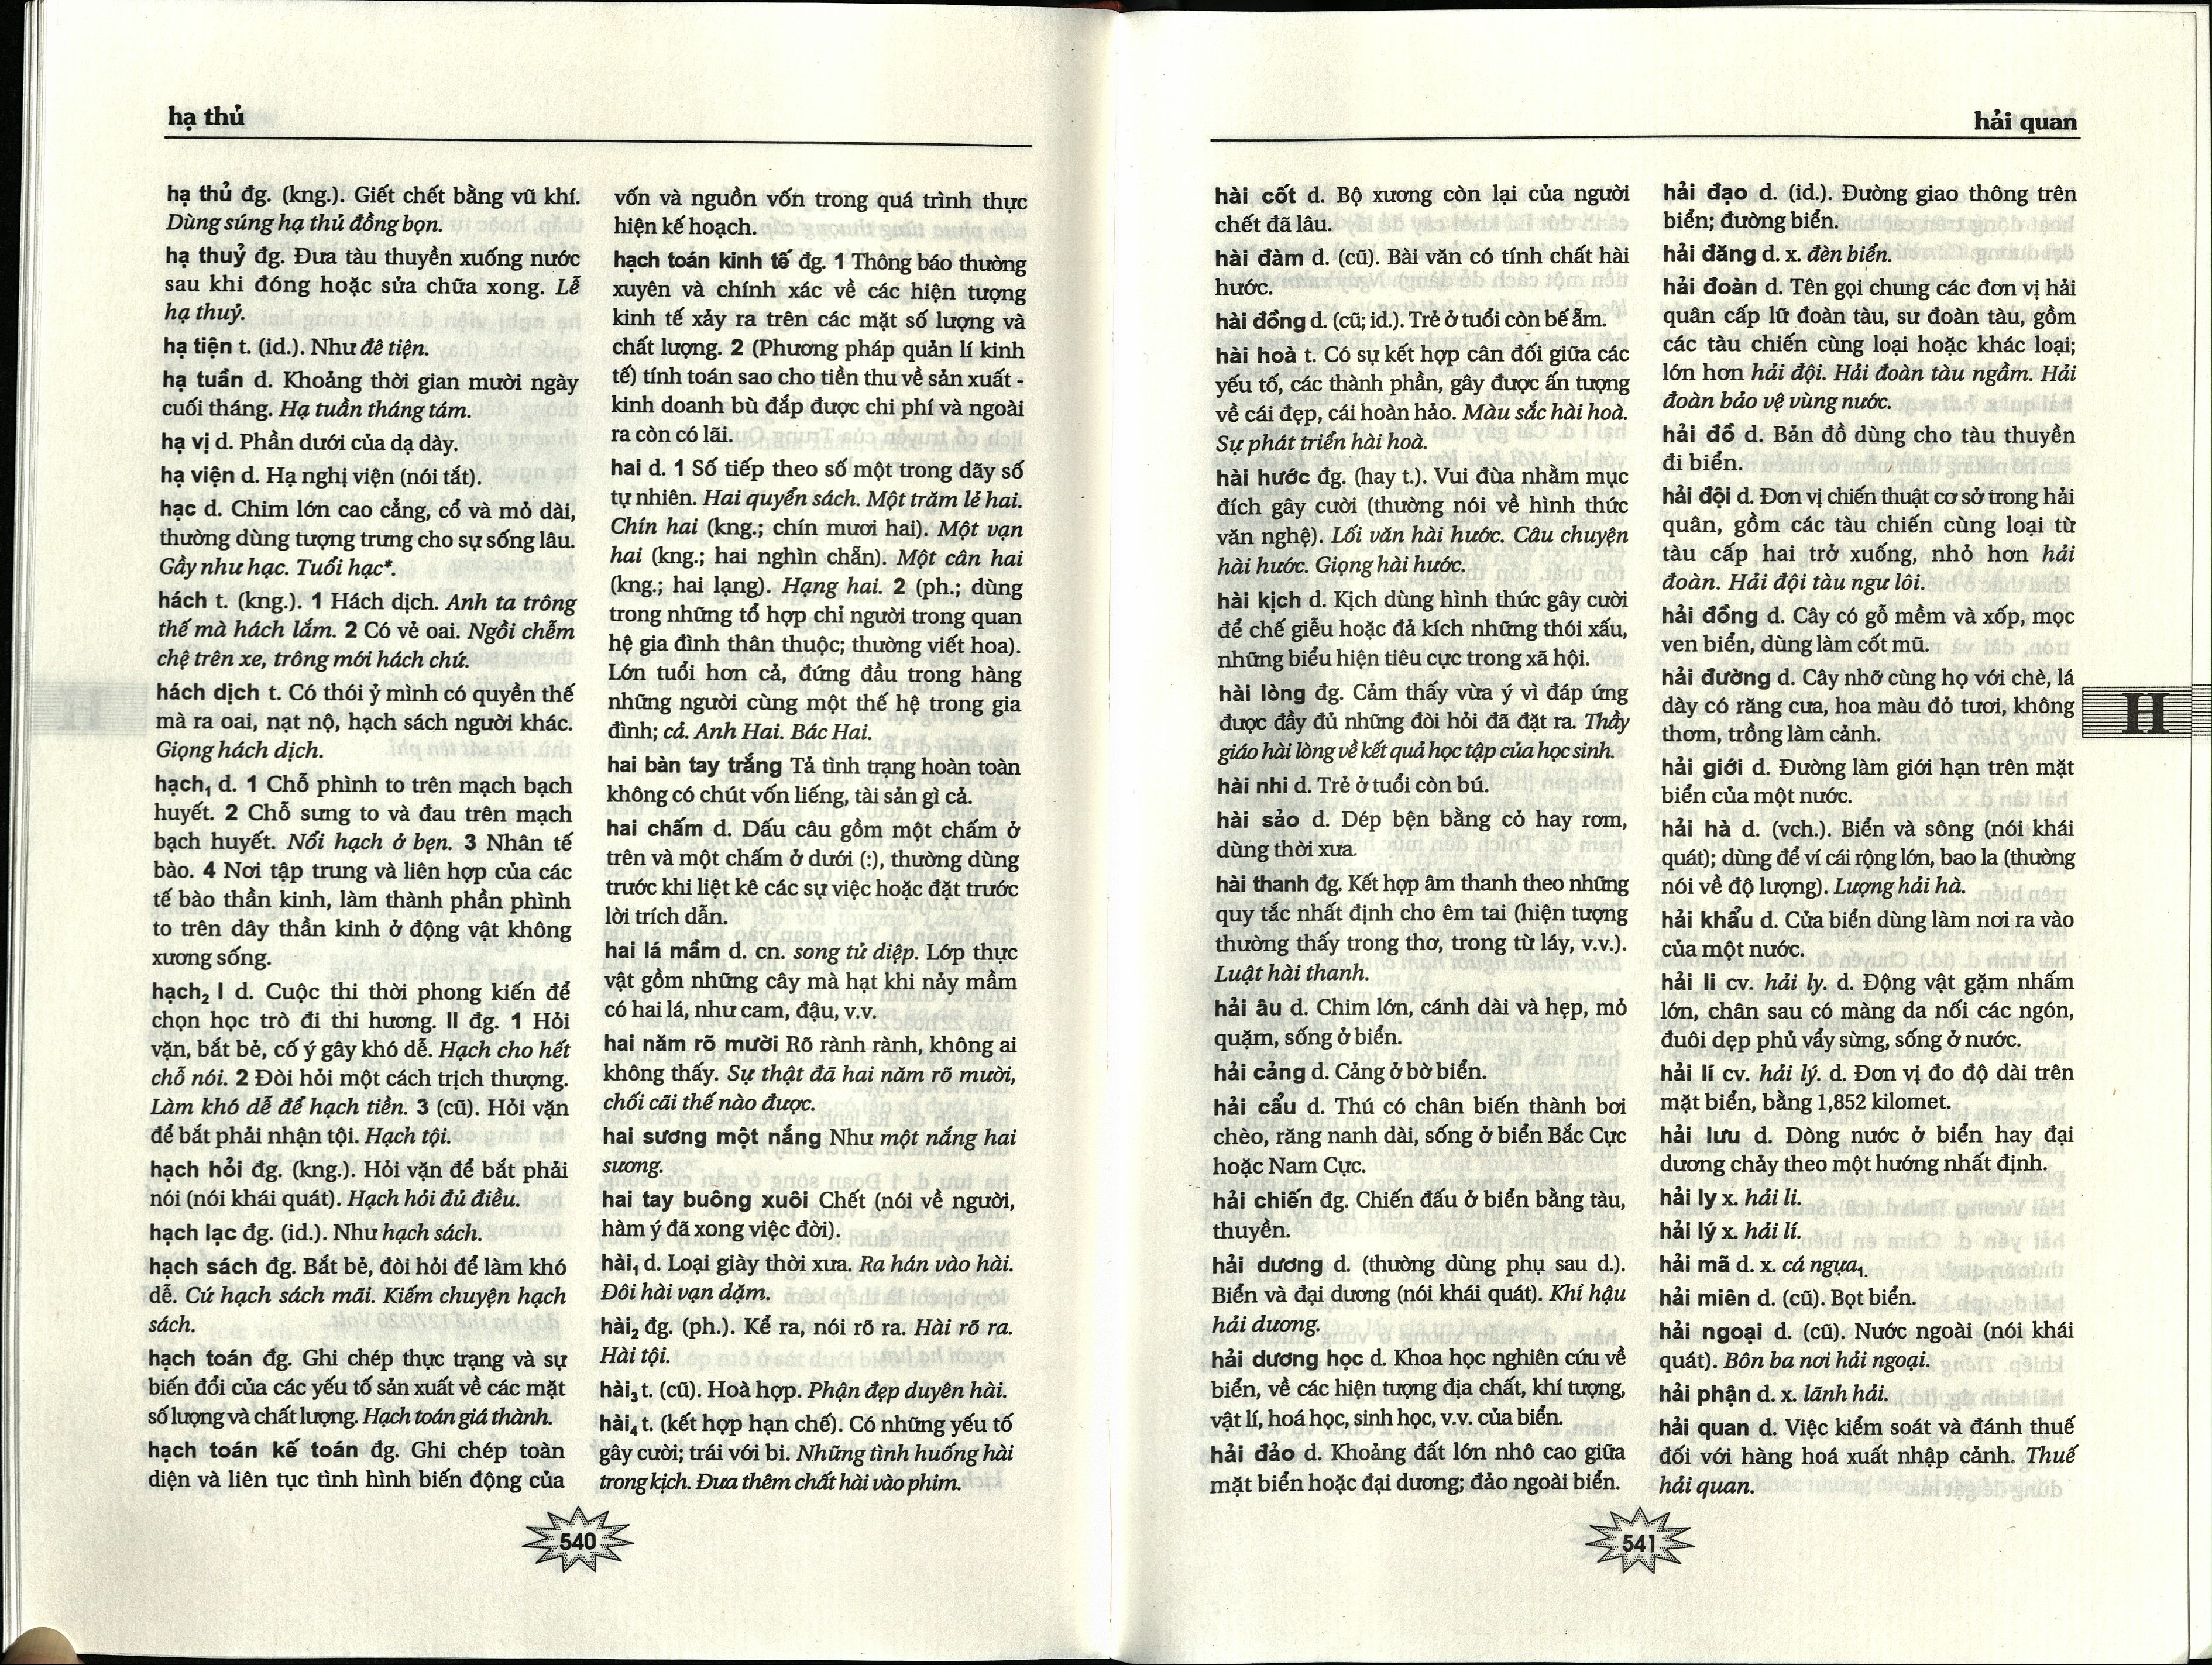 hạ thủ
hạ thủ đg. (kng.). Giết chết bằng vũ khí.
Dùng súng hạ thủ đồng bọn.
hạ thuỷ đg. Đưa tàu thuyền xuống nước
sau khi đóng hoặc sửa chữa xong. Lễ
hạ thuỷ.
hạ tiện t. (id.). Như đê tiện.
hạ tuần d. Khoảng thời gian mười ngày
cuối tháng. Hạ tuần tháng tám.
hạ vị d. Phần dưới của dạ dày.
hạ viện d. Hạ nghị viện (nói tắt).
hạc d. Chim lớn cao cẳng, cổ và mỏ dài,
thường dùng tượng trưng cho sự sống lâu.
Gầy như hạc. Tuổi hạc*.
hách t. (kng.). 1 Hách dịch. Anh ta trông
thế mà hách lắm. 2 Có vẻ oai. Ngồi chễm
chệ trên xe, trông mới hách chứ.
hách dịch t. Có thói ỷ mình có quyền thế
mà ra oai, nạt nộ, hạch sách người khác.
Giọng hách dịch.
hạch₁ d. 1 Chỗ phình to trên mạch bạch
huyết. 2 Chỗ sưng to và đau trên mạch
bạch huyết. Nổi hạch ở bẹn. 3 Nhân tế
bào. 4 Nơi tập trung và liên hợp của các
tế bào thần kinh, làm thành phần phình
to trên dây thần kinh ở động vật không
xương sống.
hạch₂ I d. Cuộc thi thời phong kiến để
chọn học trò đi thi hương. II đg. 1 Hỏi
vặn, bắt bẻ, cố ý gây khó dễ. Hạch cho hết
chỗ nói. 2 Đòi hỏi một cách trịch thượng.
Làm khó dễ để hạch tiền. 3 (cũ). Hỏi vặn
để bắt phải nhận tội. Hạch tội.
hạch hỏi đg. (kng.). Hỏi vặn để bắt phải
nói (nói khái quát). Hạch hỏi đủ điều.
hạch lạc đg. (id.). Như hạch sách.
hạch sách đg. Bắt bẻ, đòi hỏi để làm khó
dễ. Cứ hạch sách mãi. Kiếm chuyện hạch
sách.
hạch toán đg. Ghi chép thực trạng và sự
biến đổi của các yếu tố sản xuất về các mặt
số lượng và chất lượng. Hạch toán giá thành.
hạch toán kế toán đg. Ghi chép toàn
diện và liên tục tình hình biến động của
vốn và nguồn vốn trong quá trình thực
hiện kế hoạch.
hạch toán kinh tế đg. 1 Thông báo thường
xuyên và chính xác về các hiện tượng
kinh tế xảy ra trên các mặt số lượng và
chất lượng. 2 (Phương pháp quản lí kinh
tế) tính toán sao cho tiền thu về sản xuất -
kinh doanh bù đắp được chi phí và ngoài
ra còn có lãi.
hai d. 1 Số tiếp theo số một trong dãy số
tự nhiên. Hai quyển sách. Một trăm lẻ hai.
Chín hai (kng.; chín mươi hai). Một vạn
hai (kng.; hai nghìn chẵn). Một cân hai
(kng.; hai lạng). Hạng hai. 2 (ph.; dùng
trong những tổ hợp chỉ người trong quan
hệ gia đình thân thuộc; thường viết hoa).
Lớn tuổi hơn cả, đứng đầu trong hàng
những người cùng một thế hệ trong gia
đình; cả. Anh Hai. Bác Hai.
hai bàn tay trắng Tả tình trạng hoàn toàn
không có chút vốn liếng, tài sản gì cả.
hai chấm d. Dấu câu gồm một chấm ở
trên và một chấm ở dưới (:), thường dùng
trước khi liệt kê các sự việc hoặc đặt trước
lời trích dẫn.
hai lá mầm d. cn. song tử diệp. Lớp thực
vật gồm những cây mà hạt khi nảy mầm
có hai lá, như cam, đậu, v.v.
hai năm rõ mười Rõ rành rành, không ai
không thấy. Sự thật đã hai năm rõ mười,
chối cãi thế nào được.
hai sương một nắng Như một nắng hai
sương.
hai tay buông xuôi Chết (nói về người,
hàm ý đã xong việc đời).
hài₁ d. Loại giày thời xưa. Ra hán vào hài.
Đôi hài vạn dặm.
hài₂ đg. (ph.). Kể ra, nói rõ ra. Hài rõ ra.
Hài tội.
hài₃ t. (cũ). Hoà hợp. Phận đẹp duyên hài.
hài₄ t. (kết hợp hạn chế). Có những yếu tố
gây cười; trái với bi. Những tình huống hài
trong kịch. Đưa thêm chất hài vào phim.
540
hải quan
hài cốt d. Bộ xương còn lại của người
chết đã lâu.
hài đàm d. (cũ). Bài văn có tính chất hài
hước.
hài đồng d. (cũ; id.). Trẻ ở tuổi còn bế ẵm.
hài hoà t. Có sự kết hợp cân đối giữa các
yếu tố, các thành phần, gây được ấn tượng
về cái đẹp, cái hoàn hảo. Màu sắc hài hoà.
Sự phát triển hài hoà.
hài hước đg. (hay t.). Vui đùa nhằm mục
đích gây cười (thường nói về hình thức
văn nghệ). Lối văn hài hước. Câu chuyện
hài hước. Giọng hài hước.
hài kịch d. Kịch dùng hình thức gây cười
để chế giễu hoặc đả kích những thói xấu,
những biểu hiện tiêu cực trong xã hội.
hài lòng đg. Cảm thấy vừa ý vì đáp ứng
được đầy đủ những đòi hỏi đã đặt ra. Thầy
giáo hài lòng về kết quả học tập của học sinh.
hài nhi d. Trẻ ở tuổi còn bú.
hài sảo d. Dép bện bằng cỏ hay rơm,
dùng thời xưa.
hài thanh đg. Kết hợp âm thanh theo những
quy tắc nhất định cho êm tai (hiện tượng
thường thấy trong thơ, trong từ láy, v.v.).
Luật hài thanh.
hải âu d. Chim lớn, cánh dài và hẹp, mỏ
quặm, sống ở biển.
hải cảng d. Cảng ở bờ biển.
hải cẩu d. Thú có chân biến thành bơi
chèo, răng nanh dài, sống ở biển Bắc Cực
hoặc Nam Cực.
hải chiến đg. Chiến đấu ở biển bằng tàu,
thuyền.
hải dương d. (thường dùng phụ sau d.).
Biển và đại dương (nói khái quát). Khí hậu
hải dương.
hải dương học d. Khoa học nghiên cứu về
biển, về các hiện tượng địa chất, khí tượng,
vật lí, hoá học, sinh học, v.v. của biển.
hải đảo d. Khoảng đất lớn nhô cao giữa
mặt biển hoặc đại dương; đảo ngoài biển.
hải đạo d. (id.). Đường giao thông trên
biển; đường biển.
hải đăng d. x. đèn biển.
hải đoàn d. Tên gọi chung các đơn vị hải
quân cấp lữ đoàn tàu, sư đoàn tàu, gồm
các tàu chiến cùng loại hoặc khác loại;
lớn hơn hải đội. Hải đoàn tàu ngầm. Hải
đoàn bảo vệ vùng nước.
hải đồ d. Bản đồ dùng cho tàu thuyền
đi biển.
hải đội d. Đơn vị chiến thuật cơ sở trong hải
quân, gồm các tàu chiến cùng loại từ
tàu cấp hai trở xuống, nhỏ hơn hải
đoàn. Hải đội tàu ngư lôi.
hải đồng d. Cây có gỗ mềm và xốp, mọc
ven biển, dùng làm cốt mũ.
hải đường d. Cây nhỡ cùng họ với chè, lá
dày có răng cưa, hoa màu đỏ tươi, không
thơm, trồng làm cảnh.
hải giới d. Đường làm giới hạn trên mặt
biển của một nước.
hải hà d. (vch.). Biển và sông (nói khái
quát); dùng để ví cái rộng lớn, bao la (thường
nói về độ lượng). Lượng hải hà.
hải khẩu d. Cửa biển dùng làm nơi ra vào
của một nước.
hải li cv. hải ly. d. Động vật gặm nhấm
lớn, chân sau có màng da nối các ngón,
đuôi dẹp phủ vẩy sừng, sống ở nước.
hải lí cv. hải lý. d. Đơn vị đo độ dài trên
mặt biển, bằng 1,852 kilomet.
hải lưu d. Dòng nước ở biển hay đại
dương chảy theo một hướng nhất định.
hải ly x. hải li.
hải lý x. hải lí.
hải mã d. x. cá ngựa₁.
hải miên d. (cũ). Bọt biển.
hải ngoại d. (cũ). Nước ngoài (nói khái
quát). Bôn ba nơi hải ngoại.
hải phận d. x. lãnh hải.
hải quan d. Việc kiểm soát và đánh thuế
đối với hàng hoá xuất nhập cảnh. Thuế
hải quan.
H
541